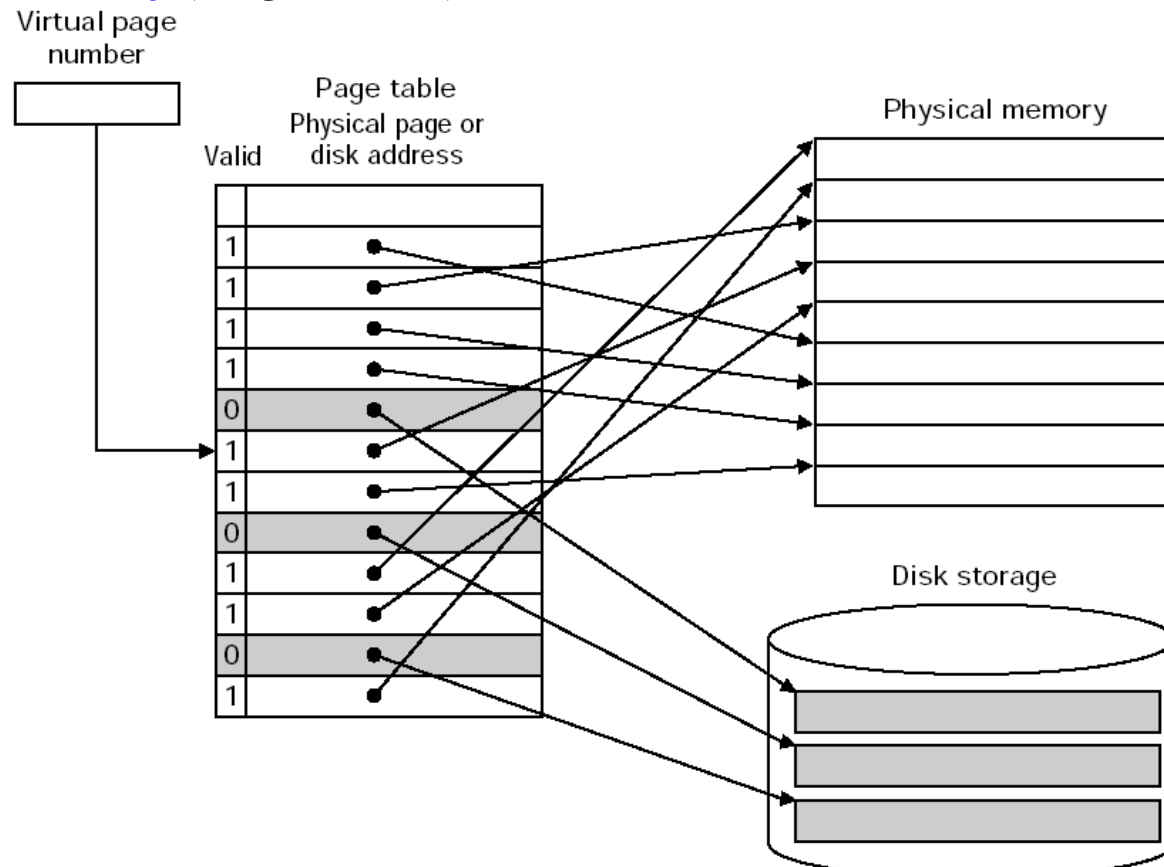 Virtual page
number
Page table
Physical page or
disk address
Valid
Physical memory
1
1
1
1
0
1
1
0
1
1
0
1
Disk storage